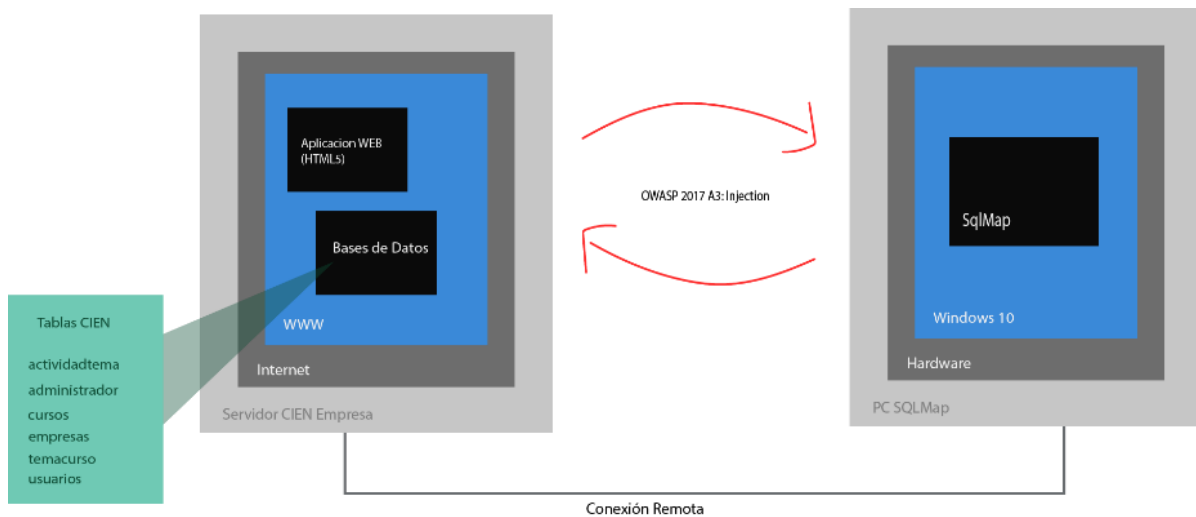 Aplicacion WEB
(HTML5)
Bases de Datos
WWW
Internet
Servidor CIEN Empresa
Tablas CIEN
actividadtema
administrador
cursos
empresas
temacurso
usuarios
OWASP 2017 A3: Injection
SqlMap
Windows 10
Hardware
PC SQLMap
Conexión Remota